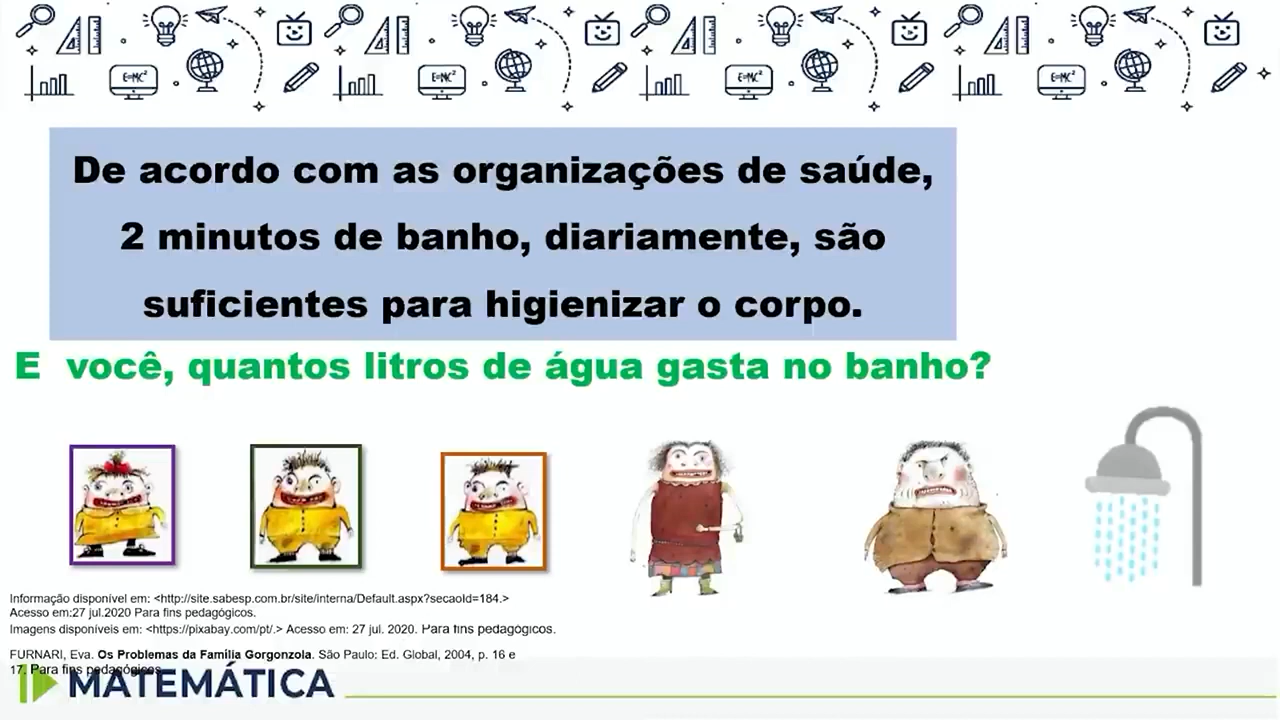 E=MC² E=MC² E=MC² E=MC²
De acordo com as organizações de saúde,
2 minutos de banho, diariamente, são
suficientes para higienizar o corpo.
E você, quantos litros de água gasta no banho?
Informação disponível em: <http://site.sabesp.com.br/site/interna/Default.aspx?secaoId=184.>
Acesso em:27 jul.2020 Para fins pedagógicos.
Imagens disponíveis em: <https://pixabay.com/pt/.> Acesso em: 27 jul. 2020. Para fins pedagógicos.
FURNARI, Eva. Os Problemas da Família Gorgonzola. São Paulo: Ed. Global, 2004, p. 16 e
17. Para fins pedagógicos.
MATEMÁTICA